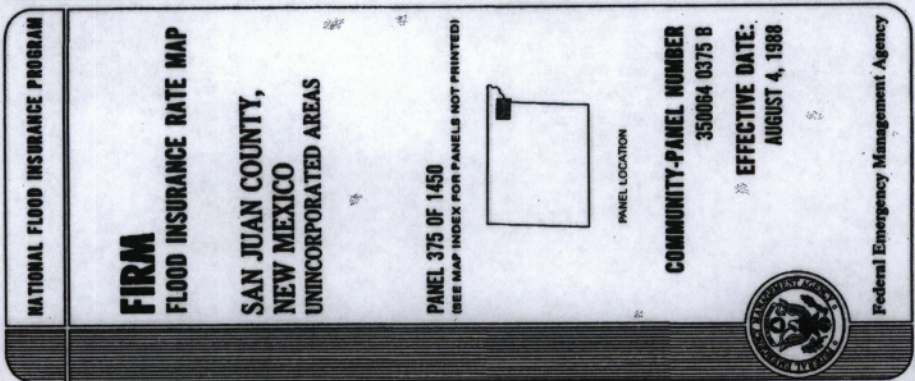 NATIONAL FLOOD INSURANCE PROGRAM
FIRM
FLOOD INSURANCE RATE MAP
SAN JUAN COUNTY,
NEW MEXICO
UNINCORPORATED AREAS
PANEL 375 OF 1450
(SEE MAP INDEX FOR PANELS NOT PRINTED)
PANEL LOCATION
COMMUNITY-PANEL NUMBER
350064 0375 B
EFFECTIVE DATE:
AUGUST 4, 1988
Federal Emergency Management Agency